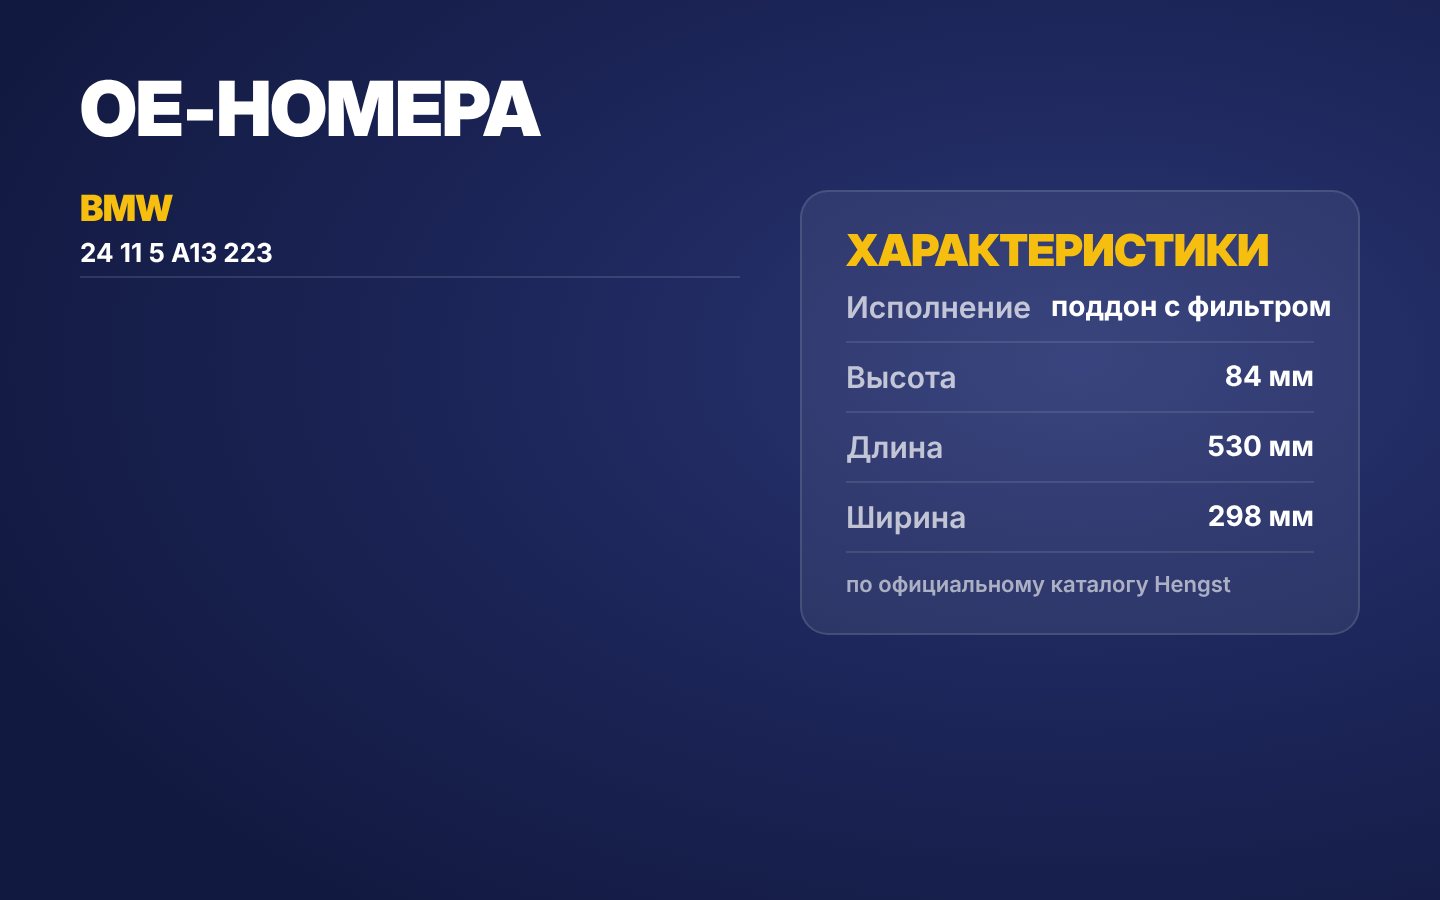 ОЕ-НОМЕРА
BMW
24 11 5 A13 223
ХАРАКТЕРИСТИКИ
Исполнение поддон с фильтром
Высота 84 мм
Длина 530 мм
Ширина 298 мм
по официальному каталогу Hengst